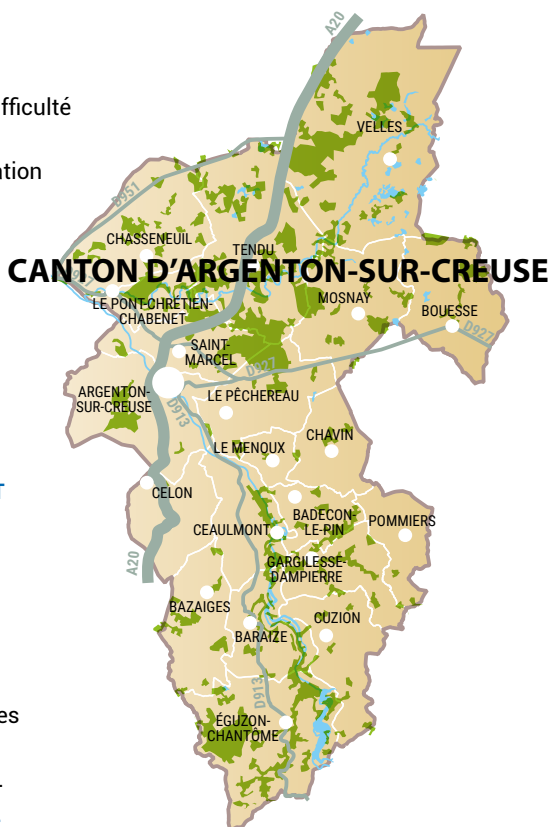 A20
fficulté
VELLES
ation
D951
CHASSENEUIL
TENDU
CANTON D'ARGENTON-SUR-CREUSE
D927
MOSNAY
LE PONT-CHRÉTIEN-
CHABENET
BOUESSE
D927
SAINT-
MARCEL
D927
ARGENTON-
SUR-CREUSE
LE PÊCHEREAU
D913
CHAVIN
LE MENOUX
T
CELON
BADECON-
LE-PIN
POMMIERS
CEAULMONT
A20
GARGILESSE-
DAMPIERRE
BAZAIGES
CUZION
BARAIZE
D913
es
ÉGUZON-
CHANTÔME